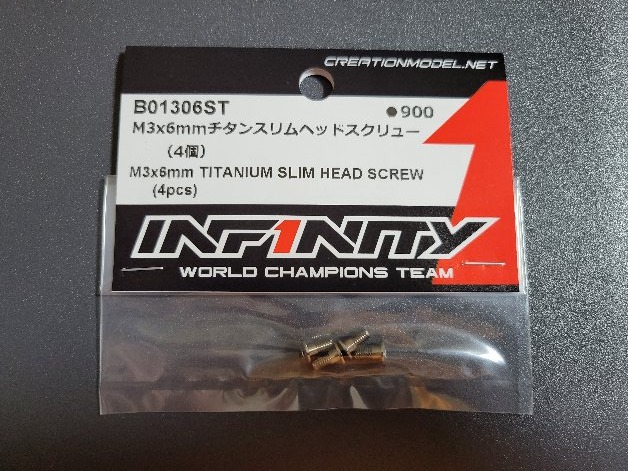 CREATIONMODEL.NET
B01306ST
●900
M3x6mmチタンスリムヘッドスクリュー
(4個)
M3x6mm TITANIUM SLIM HEAD SCREW
(4pcs)
INF1NITY
WORLD CHAMPIONS TEAM